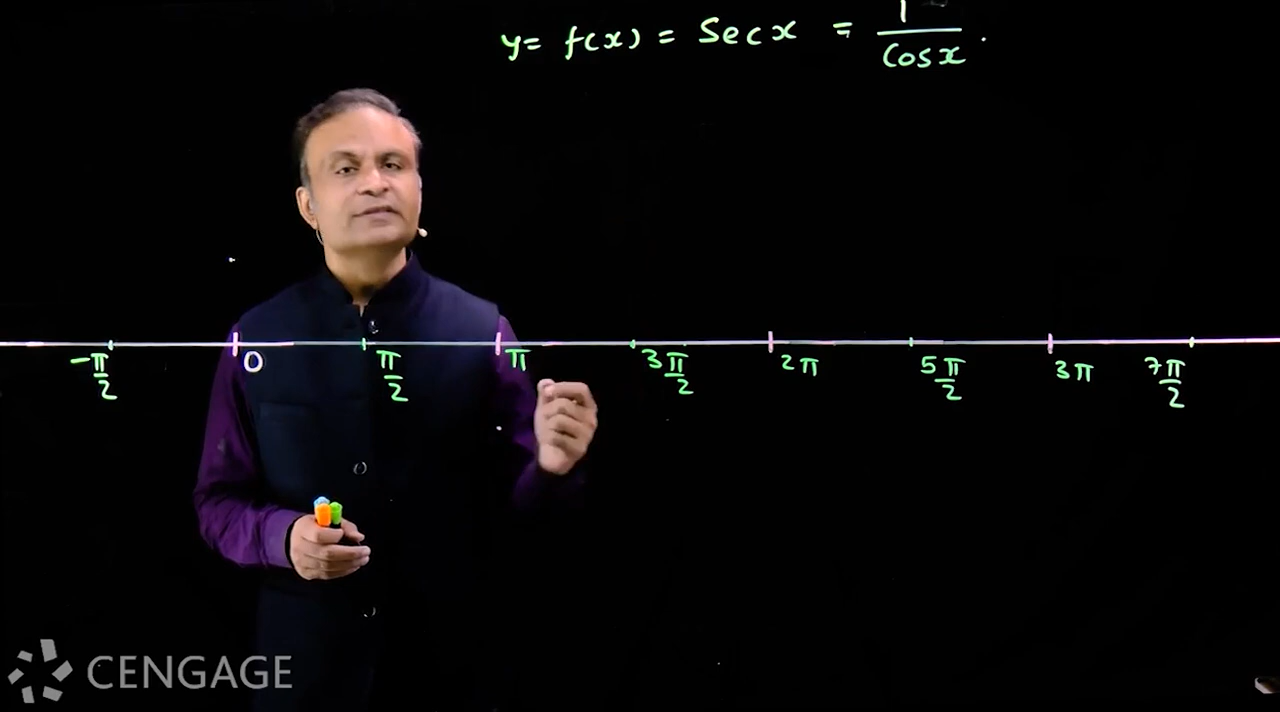 y = f(x) = Sec x = 1/Cos x .
-π/2 0 π/2 π 3π/2 2π 5π/2 3π 7π/2
CENGAGE